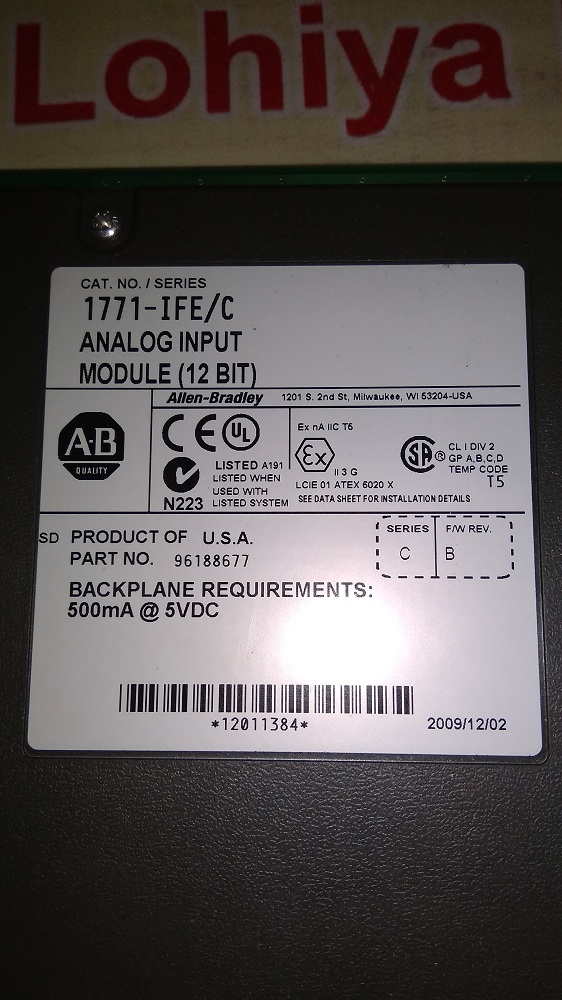 Lohiya
CAT. NO. / SERIES
1771-IFE/C
ANALOG INPUT
MODULE (12 BIT)
Allen-Bradley 1201 S. 2nd St, Milwaukee, WI 53204-USA
A-B
QUALITY
CE UL
N223
LISTED A191
LISTED WHEN
USED WITH
LISTED SYSTEM
Ex nA IIC T5
Ex II 3 G
LCIE 01 ATEX 6020 X
SEE DATA SHEET FOR INSTALLATION DETAILS
SA ®
CL I DIV 2
GP A,B,C,D
TEMP CODE
T5
SD PRODUCT OF U.S.A.
PART NO. 96188677
SERIES F/W REV.
C B
BACKPLANE REQUIREMENTS:
500mA @ 5VDC
*12011384*
2009/12/02